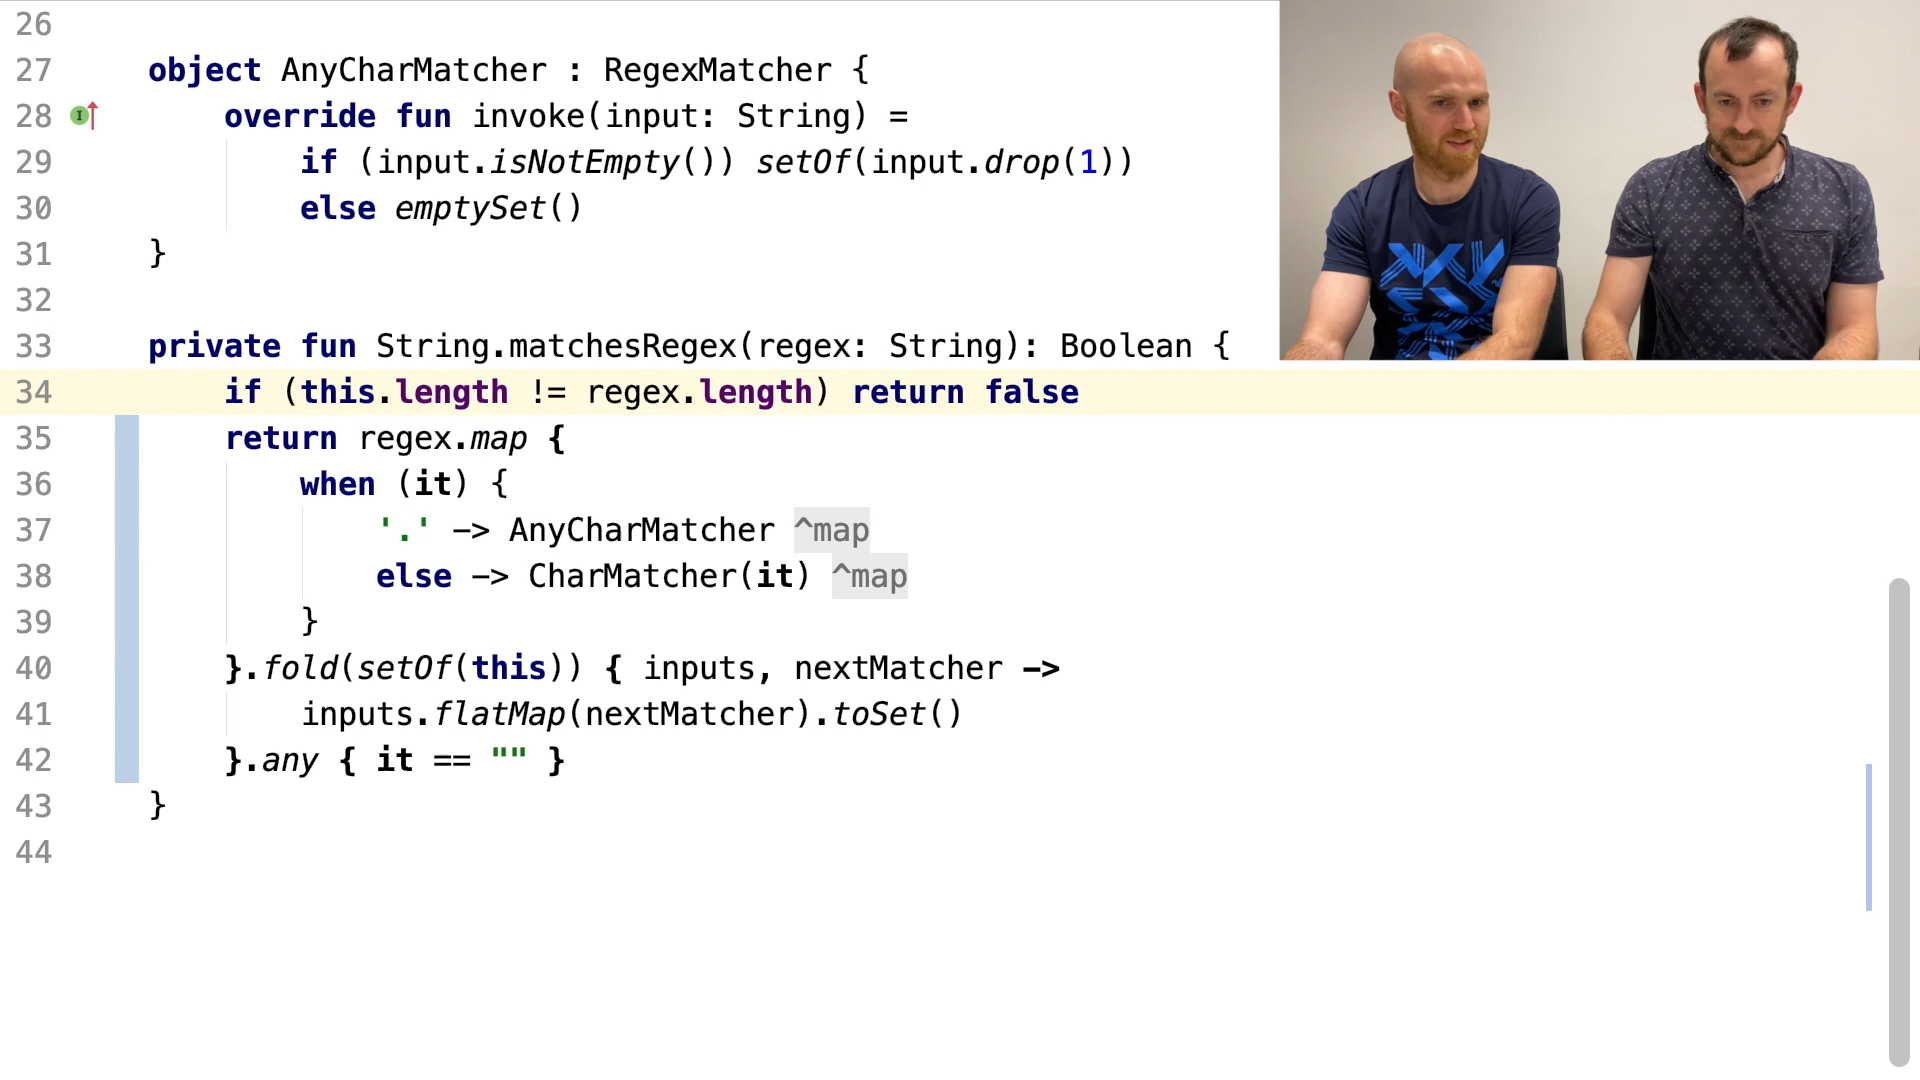 26
27 object AnyCharMatcher : RegexMatcher {
28 override fun invoke(input: String) =
29 if (input.isNotEmpty()) setOf(input.drop(1))
30 else emptySet()
31 }
32
33 private fun String.matchesRegex(regex: String): Boolean {
34 if (this.length != regex.length) return false
35 return regex.map {
36 when (it) {
37 '.' -> AnyCharMatcher ^map
38 else -> CharMatcher(it) ^map
39 }
40 }.fold(setOf(this)) { inputs, nextMatcher ->
41 inputs.flatMap(nextMatcher).toSet()
42 }.any { it == "" }
43 }
44